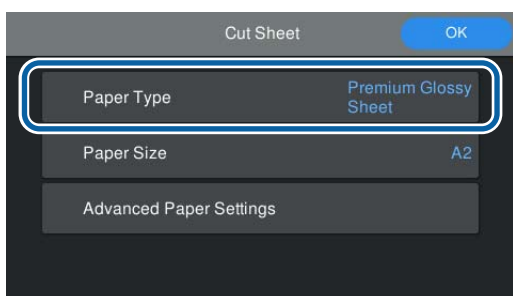 Cut Sheet OK
Paper Type Premium Glossy
Sheet
Paper Size A2
Advanced Paper Settings